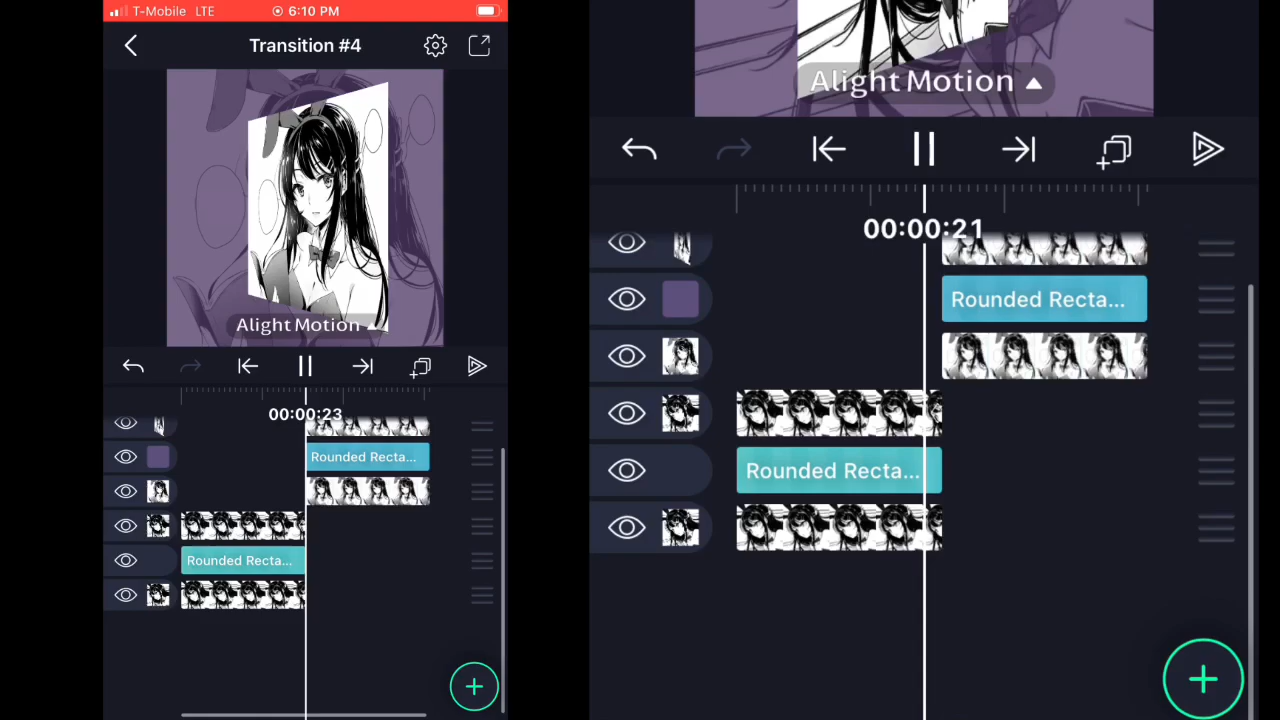 T-Mobile LTE
6:10 PM
Transition #4
Alight Motion
00:00:23
Rounded Recta...
Rounded Recta...
Alight Motion
00:00:21
Rounded Recta...
Rounded Recta...